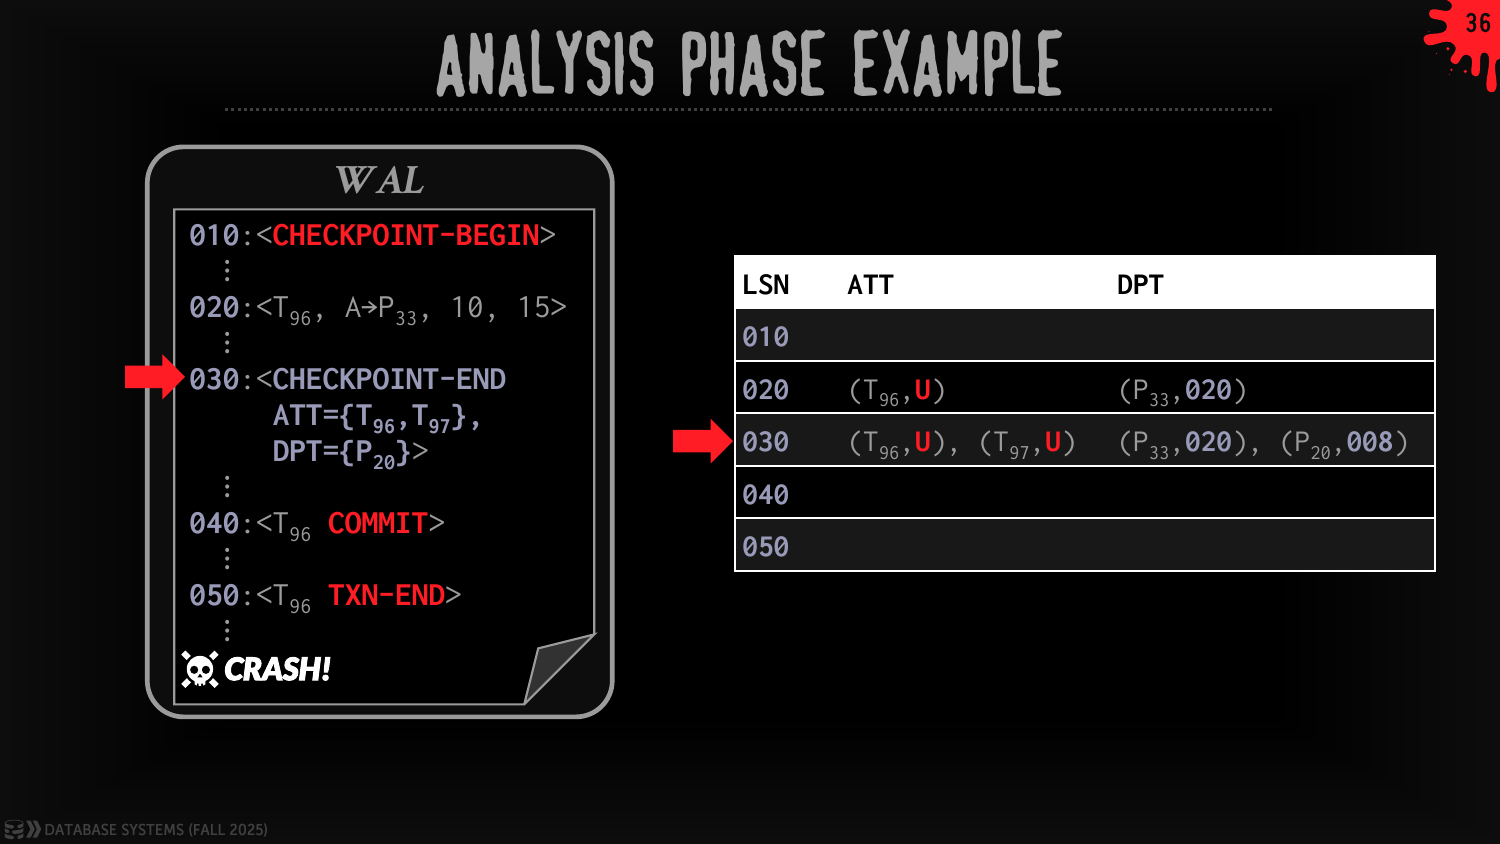 36
ANALYSIS PHASE EXAMPLE
WAL
010:<CHECKPOINT-BEGIN>
⋮
020:<T96, A→P33, 10, 15>
⋮
030:<CHECKPOINT-END
ATT={T96,T97},
DPT={P20}>
⋮
040:<T96 COMMIT>
⋮
050:<T96 TXN-END>
⋮
CRASH!
LSN ATT DPT
010
020 (T96,U) (P33,020)
030 (T96,U), (T97,U) (P33,020), (P20,008)
040
050
DATABASE SYSTEMS (FALL 2025)